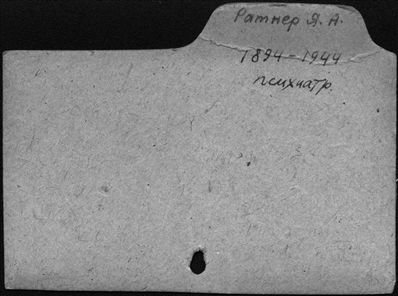 Ратнер Я. А.
1894-1944
психиатр.